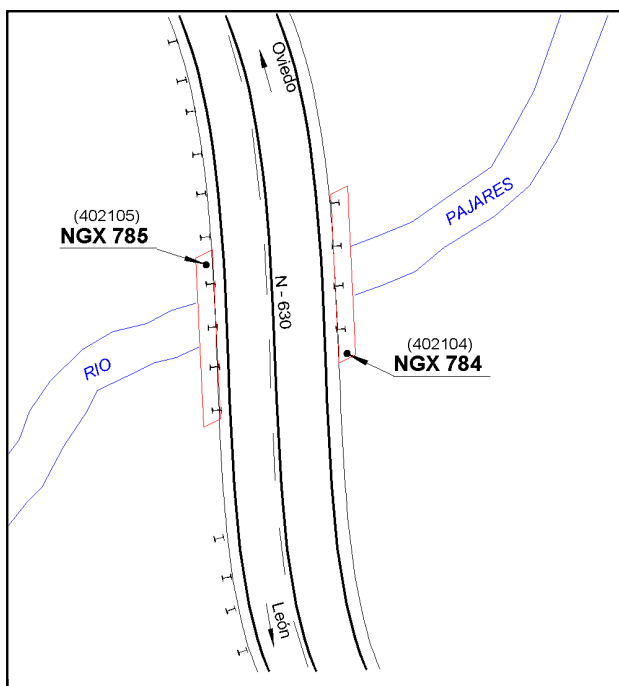 Oviedo
PAJARES
(402105)
NGX 785
N - 630
(402104)
NGX 784
RIO
León